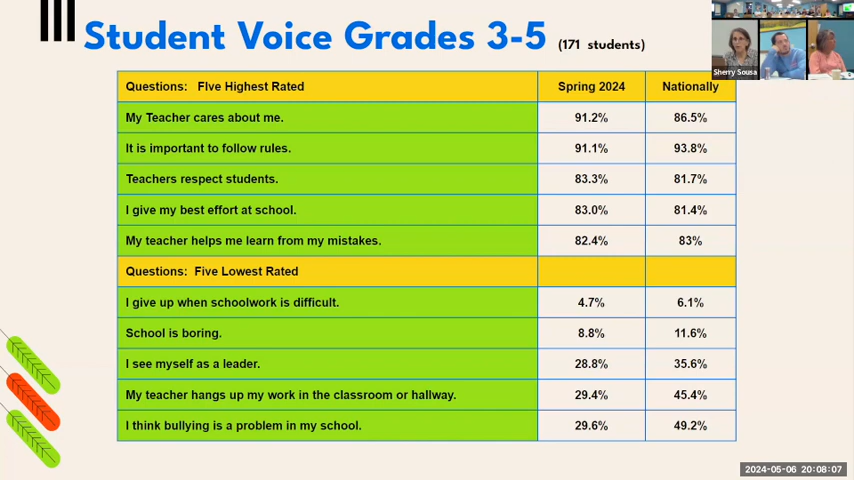 Student Voice Grades 3-5 (171 students)
Sherry Sousa
Questions: FIve Highest Rated Spring 2024 Nationally
My Teacher cares about me. 91.2% 86.5%
It is important to follow rules. 91.1% 93.8%
Teachers respect students. 83.3% 81.7%
I give my best effort at school. 83.0% 81.4%
My teacher helps me learn from my mistakes. 82.4% 83%
Questions: Five Lowest Rated
I give up when schoolwork is difficult. 4.7% 6.1%
School is boring. 8.8% 11.6%
I see myself as a leader. 28.8% 35.6%
My teacher hangs up my work in the classroom or hallway. 29.4% 45.4%
I think bullying is a problem in my school. 29.6% 49.2%
2024-05-06 20:08:07